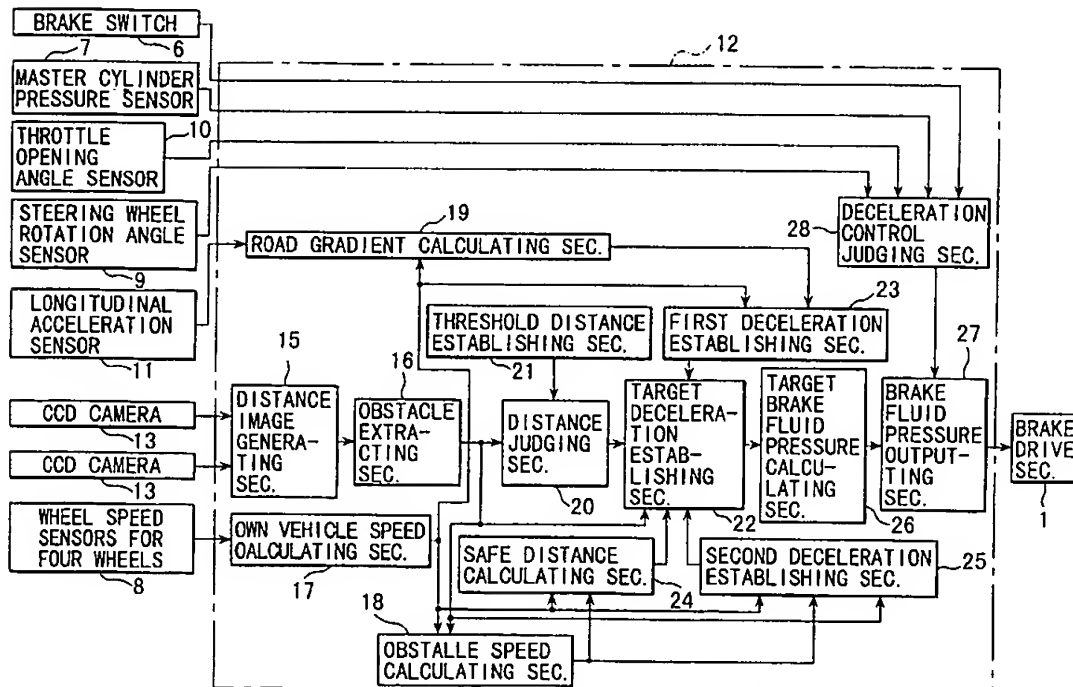 BRAKE SWITCH
6
7
12
MASTER CYLINDER
PRESSURE SENSOR
10
THROTTLE
OPENING
ANGLE SENSOR
STEERING WHEEL
ROTATION ANGLE
SENSOR
9
19
ROAD GRADIENT CALCULATING SEC.
DECELERATION
CONTROL
JUDGING SEC.
28
LONGITUDINAL
ACCELERATION
SENSOR
11
THRESHOLD DISTANCE
ESTABLISHING SEC.
21
23
FIRST DECELERATION
ESTABLISHING SEC.
15
DISTANCE
IMAGE
GENERA-
TING SEC.
16
OBSTACLE
EXTRA-
CTING SEC.
DISTANCE
JUDGING
SEC.
20
TARGET
DECELERA-
TION
ESTAB-
LISHING
SEC.
22
TARGET
BRAKE
FLUID
PRESSURE
CALCU-
LATING
SEC.
26
27
BRAKE
FLUID
PRESSURE
OUTPUT-
TING
SEC.
BRAKE
DRIVE
SEC.
1
CCD CAMERA
13
CCD CAMERA
13
WHEEL SPEED
SENSORS FOR
FOUR WHEELS
8
OWN VEHICLE SPEED
OALCULATING SEC.
17
SAFE DISTANCE
CALCULATING SEC.
24
SECOND DECELERATION
ESTABLISHING SEC.
25
18
OBSTALLE SPEED
CALCULATING SEC.